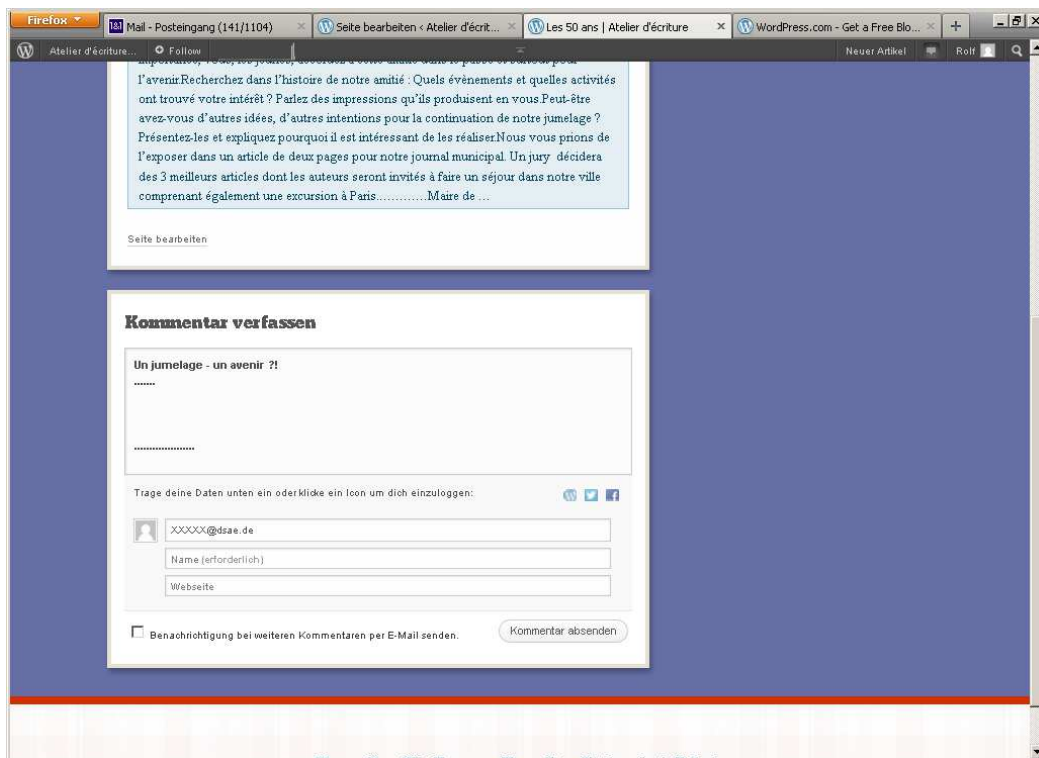 Firefox
1&1 Mail - Posteingang (141/1104)
Seite bearbeiten ‹ Atelier d'écrit...
Les 50 ans | Atelier d'écriture
WordPress.com - Get a Free Blo...
Atelier d'écriture...
Follow
Neuer Artikel
Rolf
l'avenir.Recherchez dans l'histoire de notre amitié : Quels évènements et quelles activités
ont trouvé votre intérêt ? Parlez des impressions qu'ils produisent en vous.Peut-être
avez-vous d'autres idées, d'autres intentions pour la continuation de notre jumelage ?
Présentez-les et expliquez pourquoi il est intéressant de les réaliser.Nous vous prions de
l'exposer dans un article de deux pages pour notre journal municipal. Un jury décidera
des 3 meilleurs articles dont les auteurs seront invités à faire un séjour dans notre ville
comprenant également une excursion à Paris.............Maire de ...
Seite bearbeiten
Kommentar verfassen
Un jumelage - un avenir ?!
.......
....................
Trage deine Daten unten ein oder klicke ein Icon um dich einzuloggen:
XXXXX@dsae.de
Name (erforderlich)
Webseite
Benachrichtigung bei weiteren Kommentaren per E-Mail senden.
Kommentar absenden